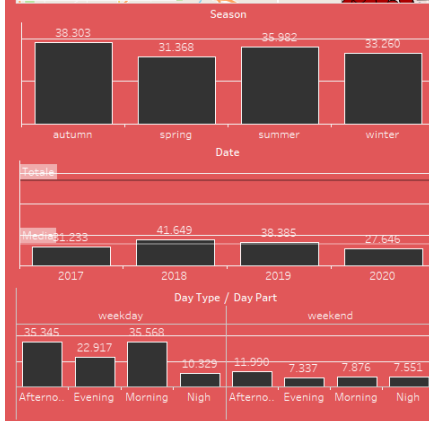 Season
38.303 31.368 35.982 33.260
autumn spring summer winter
Date
Totale
Media 31.233 41.649 38.385 27.646
2017 2018 2019 2020
Day Type / Day Part
weekday weekend
35.345 22.917 35.568 10.329 11.990 7.337 7.876 7.551
Afterno.. Evening Morning Nigh Afterno.. Evening Morning Nigh